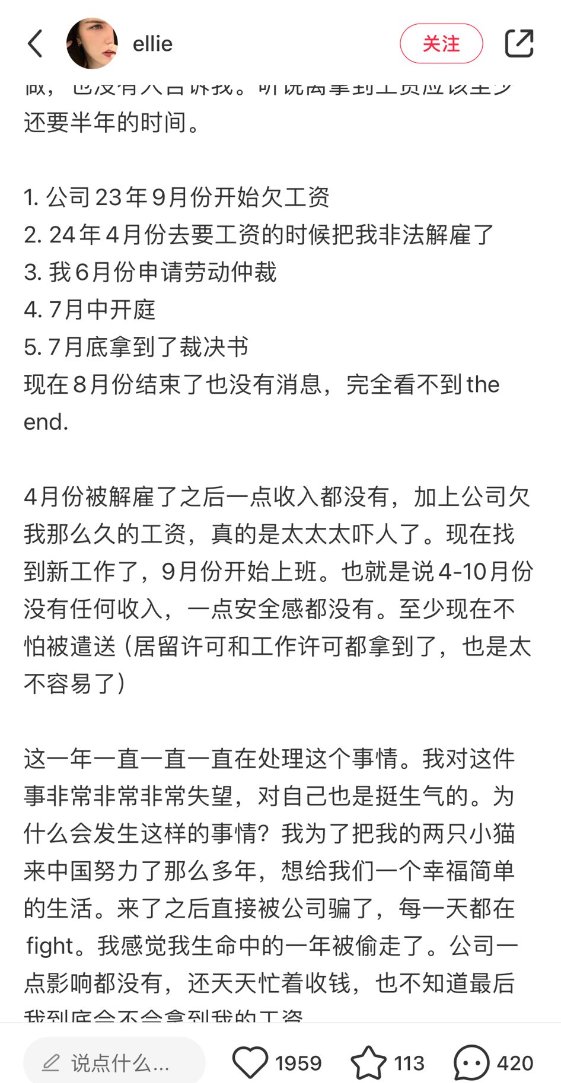 ellie
关注
做，也没有人告诉我。听说离拿到工资应该至少
还要半年的时间。
1. 公司23年9月份开始欠工资
2. 24年4月份去要工资的时候把我非法解雇了
3. 我6月份申请劳动仲裁
4. 7月中开庭
5. 7月底拿到了裁决书
现在8月份结束了也没有消息，完全看不到the
end.
4月份被解雇了之后一点收入都没有，加上公司欠
我那么久的工资，真的是太太太吓人了。现在找
到新工作了，9月份开始上班。也就是说4-10月份
没有任何收入，一点安全感都没有。至少现在不
怕被遣送（居留许可和工作许可都拿到了，也是太
不容易了）
这一年一直一直一直在处理这个事情。我对这件
事非常非常非常失望，对自己也是挺生气的。为
什么会发生这样的事情？我为了把我的两只小猫
来中国努力了那么多年，想给我们一个幸福简单
的生活。来了之后直接被公司骗了，每一天都在
fight。我感觉我生命中的一年被偷走了。公司一
点影响都没有，还天天忙着收钱，也不知道最后
我到底会不会拿到我的工资
说点什么...
1959
113
420